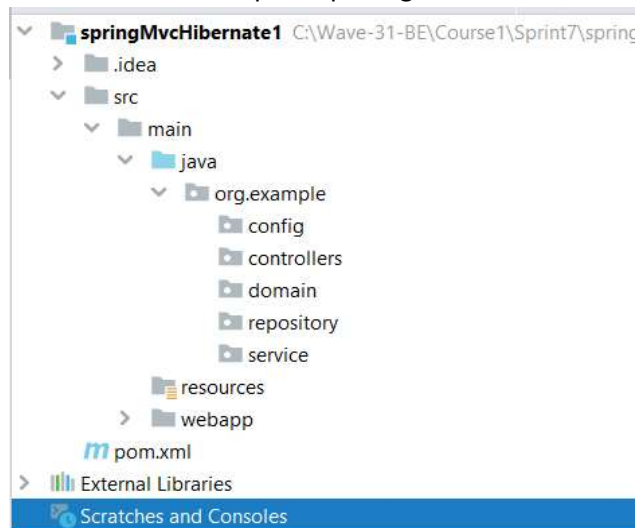 springMvcHibernate1 C:\Wave-31-BE\Course1\Sprint7\spring
.idea
src
main
java
org.example
config
controllers
domain
repository
service
resources
webapp
m pom.xml
External Libraries
Scratches and Consoles